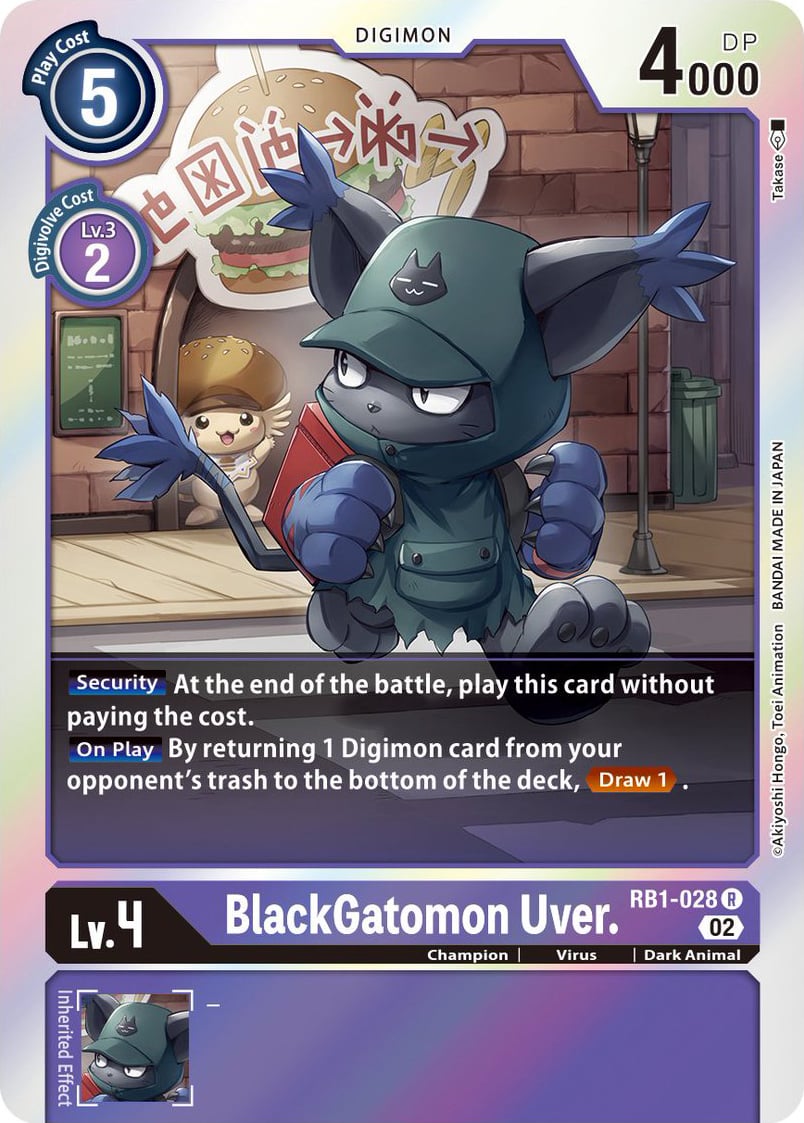 DIGIMON
Play Cost
5
4000
DP
Digivolve Cost
Lv.3
2
Takase
BANDAI MADE IN JAPAN
©Akiyoshi Hongo, Toei Animation
Security At the end of the battle, play this card without
paying the cost.
On Play By returning 1 Digimon card from your
opponent's trash to the bottom of the deck, Draw 1 .
Lv.4
BlackGatomon Uver.
RB1-028 R
02
Champion | Virus | Dark Animal
Inherited Effect
–